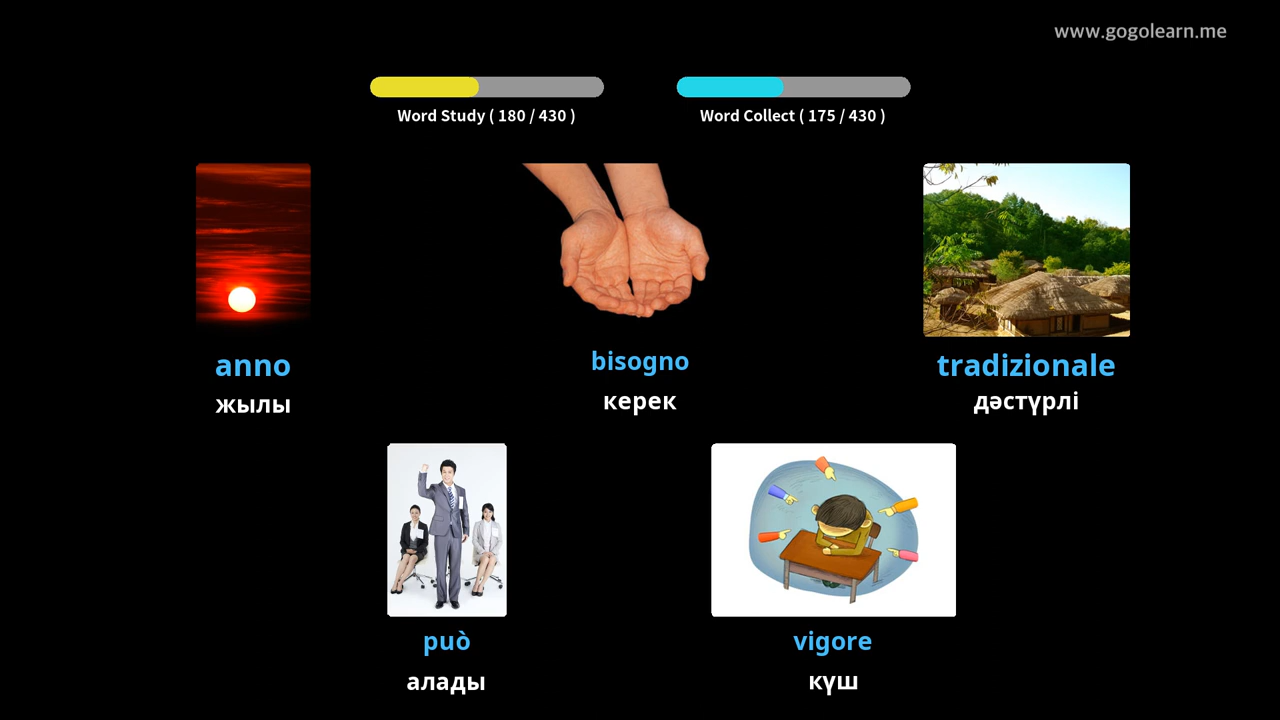 www.gogolearn.me
Word Study ( 180 / 430 )
Word Collect ( 175 / 430 )
anno
жылы
bisogno
керек
tradizionale
дәстүрлі
può
алады
vigore
күш